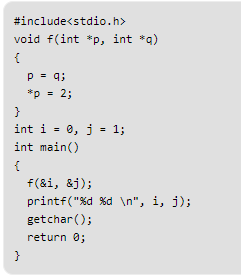 #include<stdio.h>
void f(int *p, int *q)
{
  p = q;
  *p = 2;
}
int i = 0, j = 1;
int main()
{
  f(&i, &j);
  printf("%d %d \n", i, j);
  getchar();
  return 0;
}